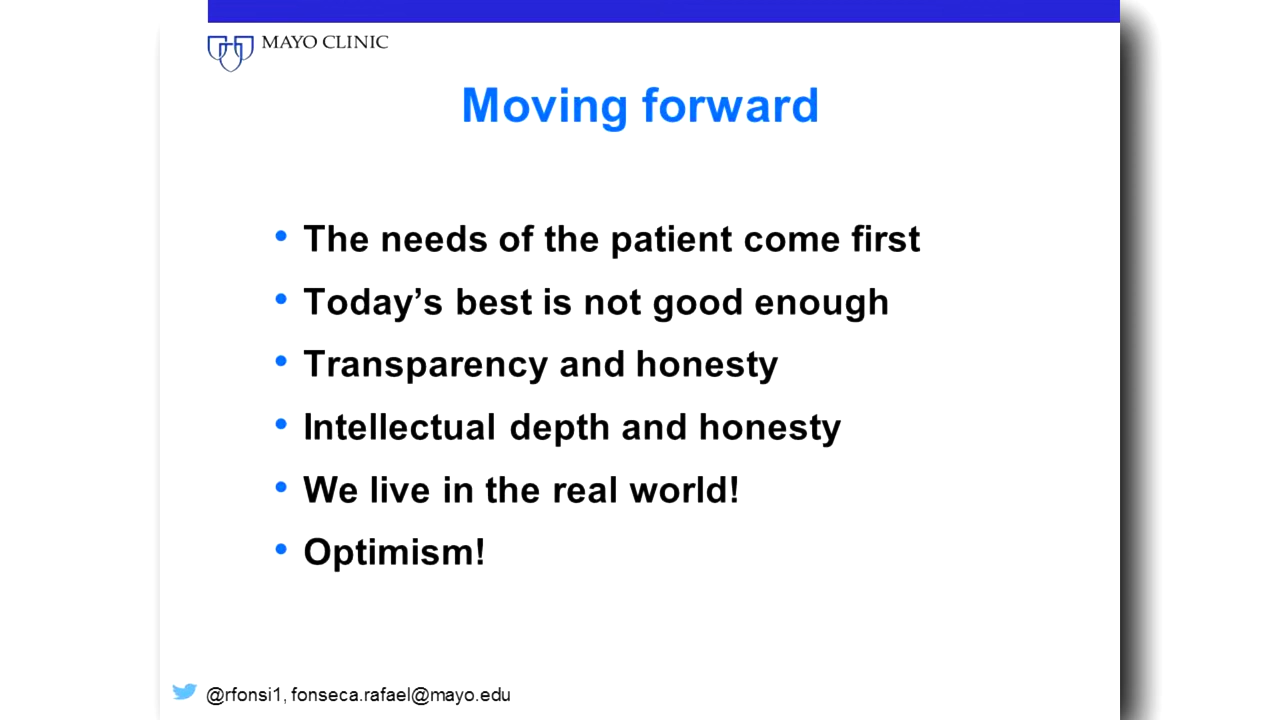 MAYO CLINIC
Moving forward
• The needs of the patient come first
• Today’s best is not good enough
• Transparency and honesty
• Intellectual depth and honesty
• We live in the real world!
• Optimism!
@rfonsi1, fonseca.rafael@mayo.edu